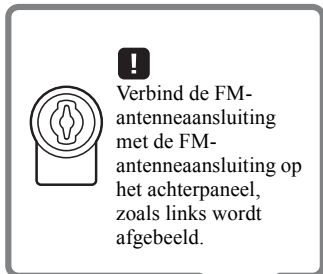 !
Verbind de FM-
antenneaansluiting
met de FM-
antenneaansluiting op
het achterpaneel,
zoals links wordt
afgebeeld.